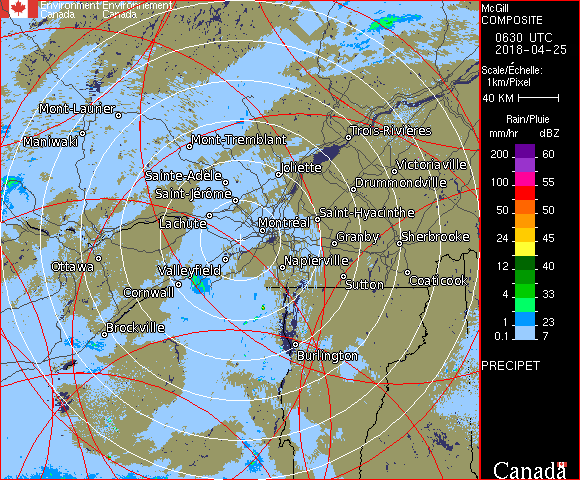 Environment Environnement
Canada Canada
McGill
COMPOSITE
0630 UTC
2018-04-25
Scale/Échelle:
1km/Pixel
40 KM
Rain/Pluie
mm/hr dBZ
200 60
150 57
100 55
50 50
24 45
12 40
4 33
1 23
0.1 7
PRECIPET
Canada
Mont-Laurier
Maniwaki
Mont-Tremblant
Trois-Rivières
Sainte-Adèle
Joliette
Victoriaville
Saint-Jérôme
Drummondville
Lachute
Montréal
Saint-Hyacinthe
Granby
Sherbrooke
Ottawa
Valleyfield
Napierville
Cornwall
Sutton
Coaticook
Brockville
Burlington